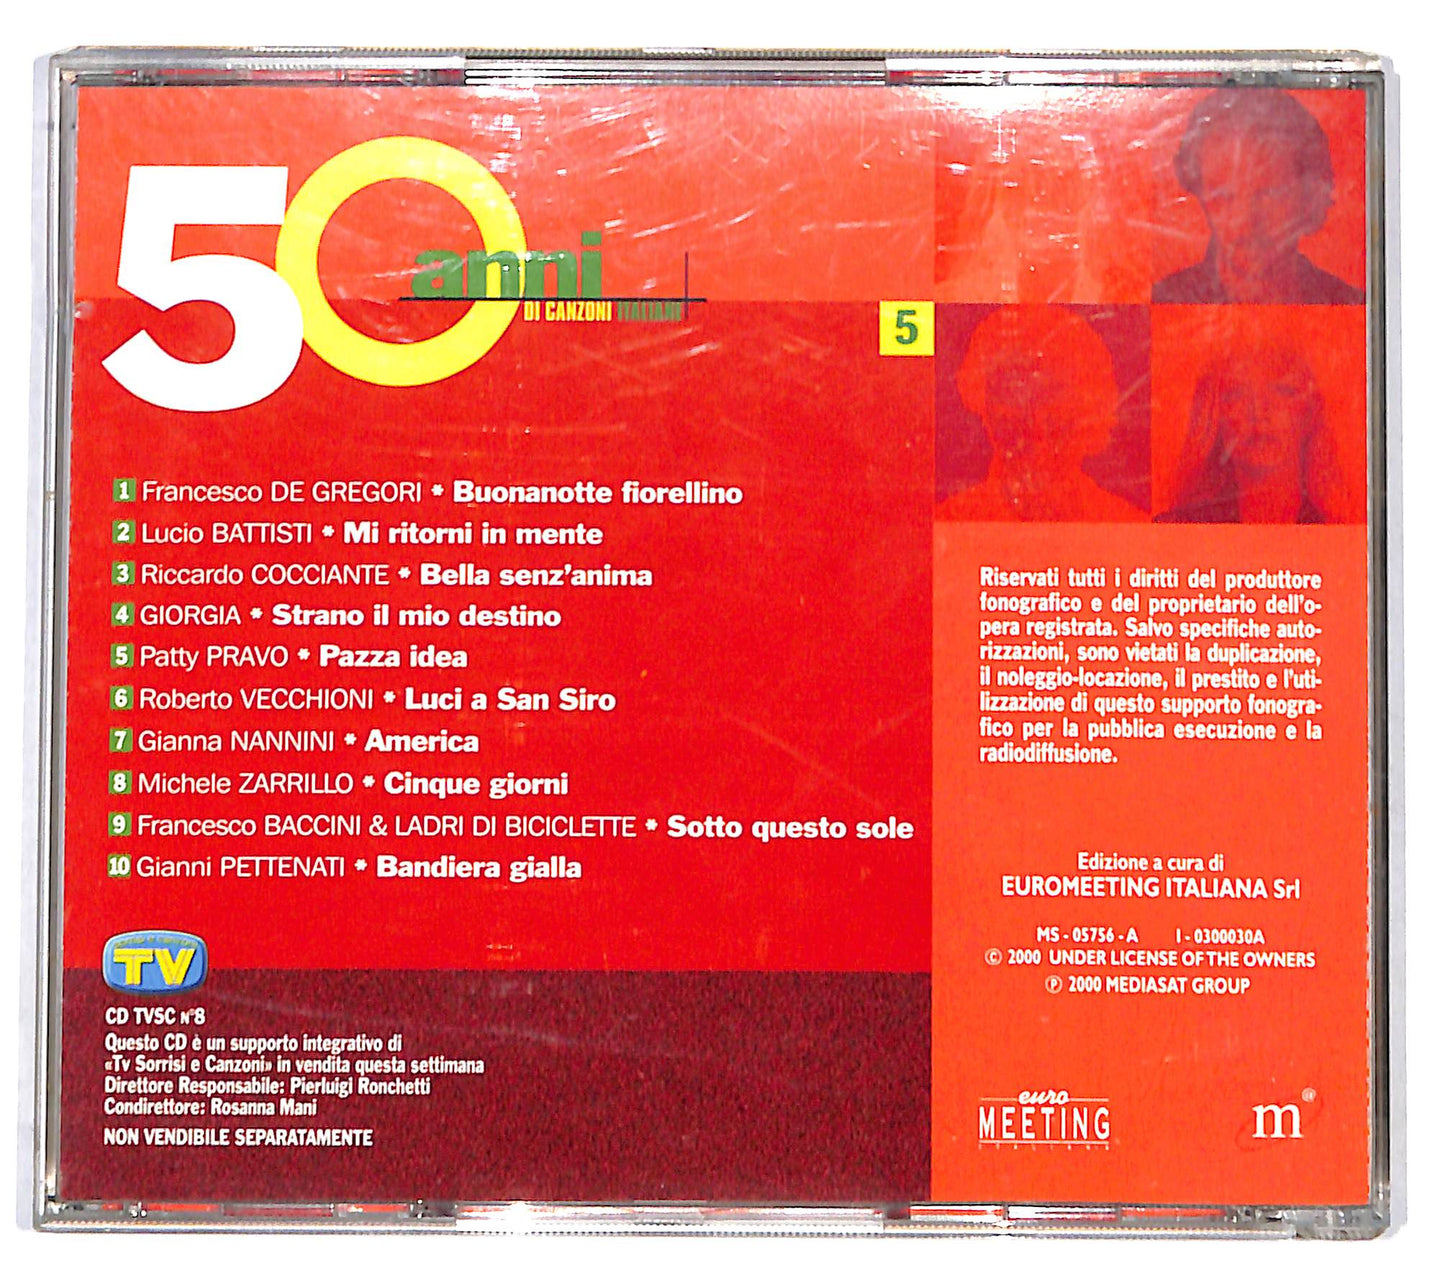 50 anni
DI CANZONI ITALIANE
5
1 Francesco DE GREGORI * Buonanotte fiorellino
2 Lucio BATTISTI * Mi ritorni in mente
3 Riccardo COCCIANTE * Bella senz'anima
4 GIORGIA * Strano il mio destino
5 Patty PRAVO * Pazza idea
6 Roberto VECCHIONI * Luci a San Siro
7 Gianna NANNINI * America
8 Michele ZARRILLO * Cinque giorni
9 Francesco BACCINI & LADRI DI BICICLETTE * Sotto questo sole
10 Gianni PETTENATI * Bandiera gialla
sorrisi e canzoni
TV
CD TVSC N°8
Questo CD è un supporto integrativo di
«Tv Sorrisi e Canzoni» in vendita questa settimana
Direttore Responsabile: Pierluigi Ronchetti
Condirettore: Rosanna Mani
NON VENDIBILE SEPARATAMENTE
Riservati tutti i diritti del produttore
fonografico e del proprietario dell'o-
pera registrata. Salvo specifiche auto-
rizzazioni, sono vietati la duplicazione,
il noleggio-locazione, il prestito e l'uti-
lizzazione di questo supporto fonogra-
fico per la pubblica esecuzione e la
radiodiffusione.
Edizione a cura di
EUROMEETING ITALIANA Srl
MS - 05756 - A I - 0300030A
© 2000 UNDER LICENSE OF THE OWNERS
℗ 2000 MEDIASAT GROUP
euro
MEETING
ITALIANA
m@